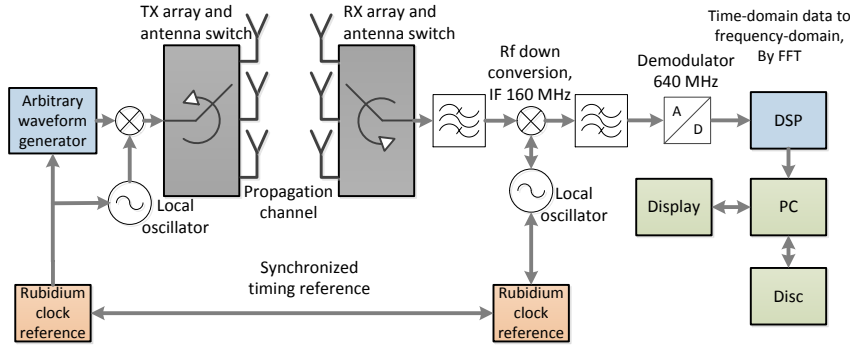 TX array and
antenna switch
RX array and
antenna switch
Time-domain data to
frequency-domain,
By FFT
Rf down
conversion,
IF 160 MHz
Demodulator
640 MHz
Arbitrary
waveform
generator
A
D
DSP
Propagation
channel
Local
oscillator
Local
oscillator
Display
PC
Synchronized
timing reference
Disc
Rubidium
clock
reference
Rubidium
clock
reference